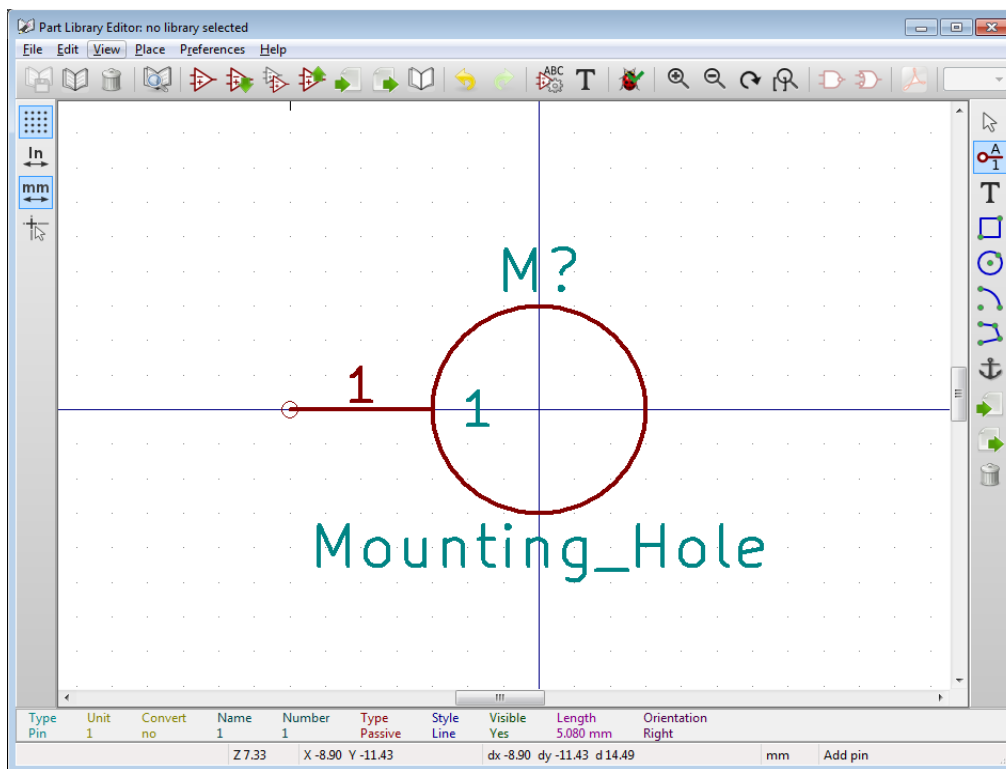 Part Library Editor: no library selected
File Edit View Place Preferences Help
ABC
T
In
mm
A
1
T
M?
1
1
Mounting_Hole
Type Unit Convert Name Number Type Style Visible Length Orientation
Pin 1 no 1 1 Passive Line Yes 5.080 mm Right
Z 7.33 X -8.90 Y -11.43 dx -8.90 dy -11.43 d 14.49 mm Add pin